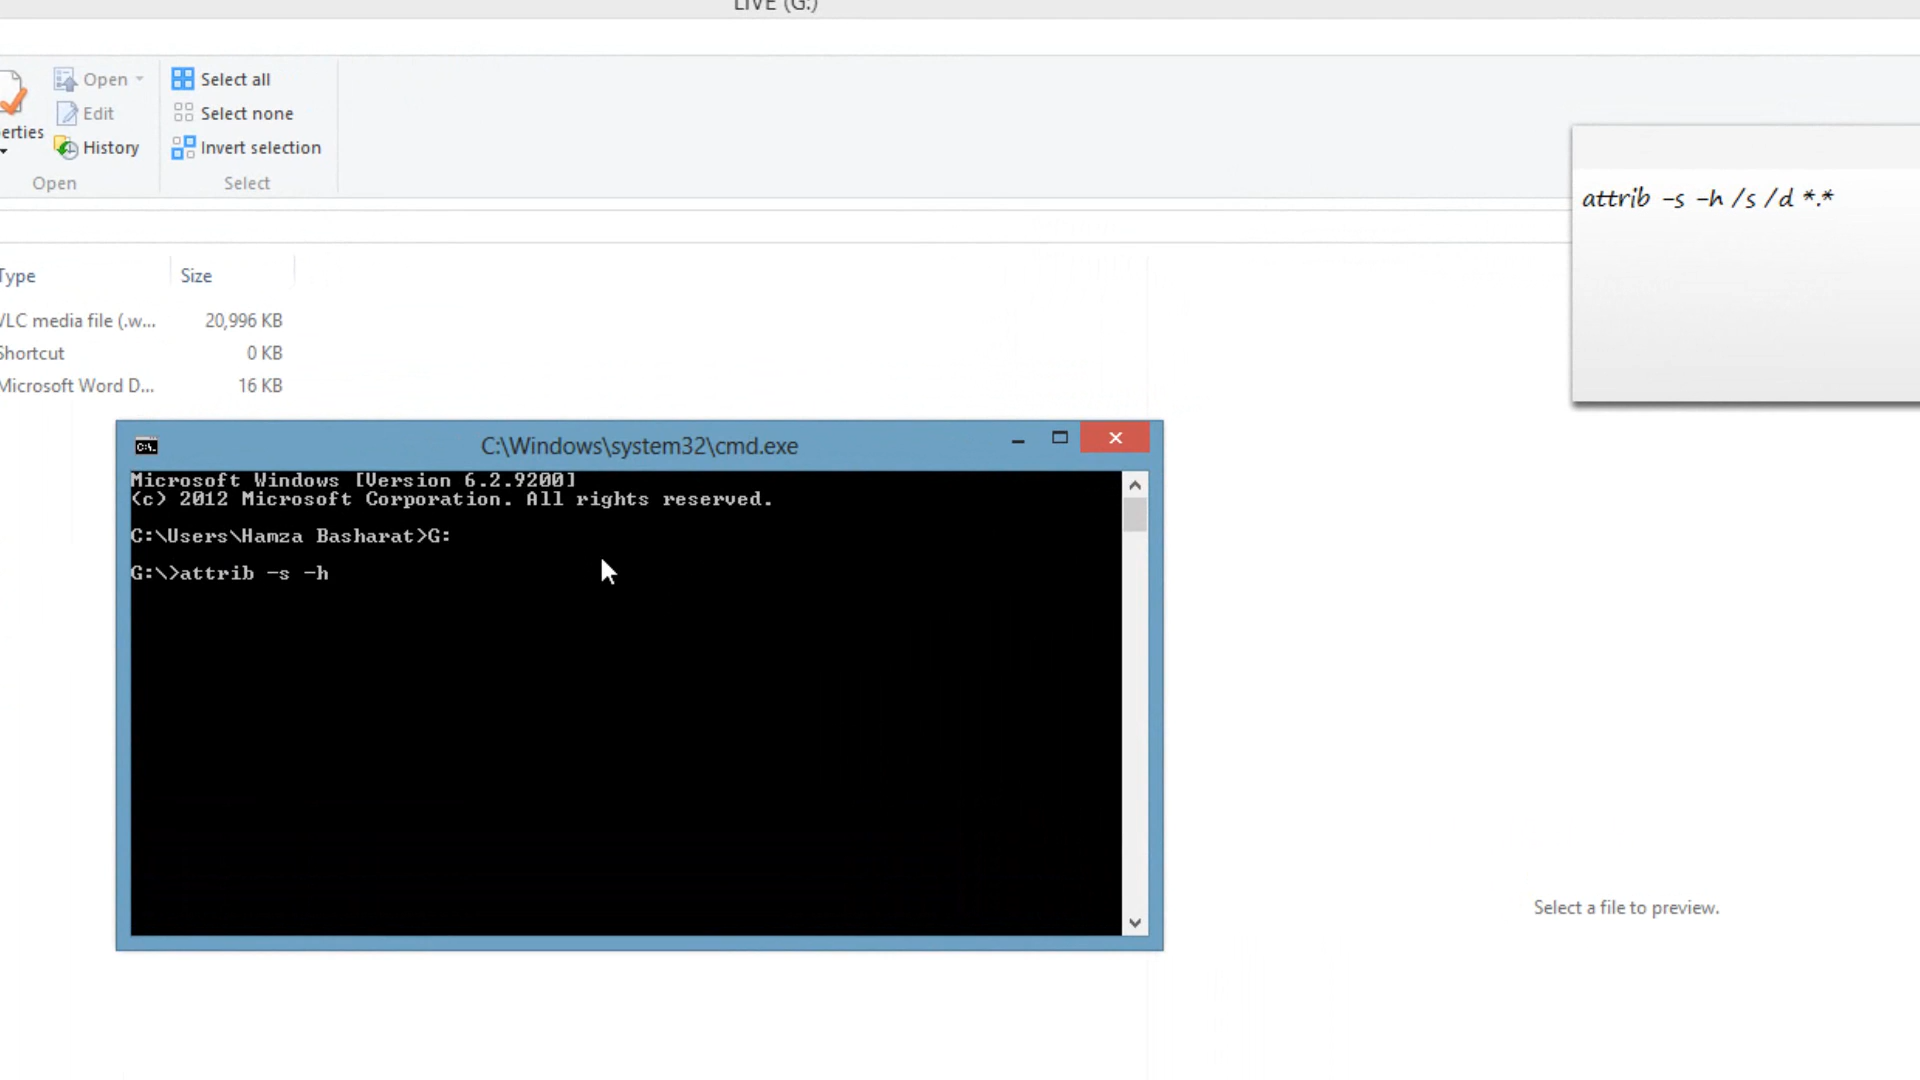 LIVE (G:)
Open
Select all
Edit
Select none
erties
History
Invert selection
Open
Select
attrib -s -h /s /d *.*
Type
Size
VLC media file (.w...
20,996 KB
Shortcut
0 KB
Microsoft Word D...
16 KB
C:\Windows\system32\cmd.exe
Microsoft Windows [Version 6.2.9200]
(c) 2012 Microsoft Corporation. All rights reserved.
C:\Users\Hamza Basharat>G:
G:\>attrib -s -h
Select a file to preview.